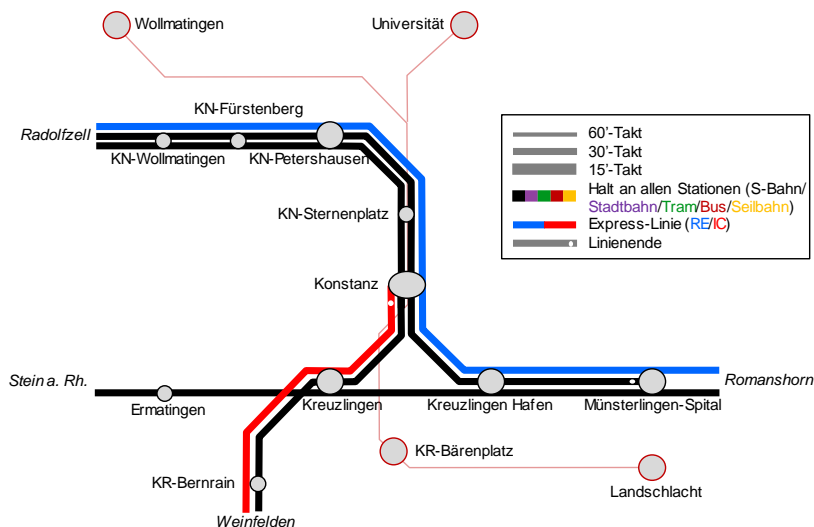 Wollmatingen
Universität
KN-Fürstenberg
Radolfzell
KN-Wollmatingen
KN-Petershausen
KN-Sternenplatz
Konstanz
60'-Takt
30'-Takt
15'-Takt
Halt an allen Stationen (S-Bahn/
Stadtbahn/Tram/Bus/Seilbahn)
Express-Linie (RE/IC)
Linienende
Stein a. Rh.
Romanshorn
Ermatingen
Kreuzlingen
Kreuzlingen Hafen
Münsterlingen-Spital
KR-Bärenplatz
KR-Bernrain
Landschlacht
Weinfelden